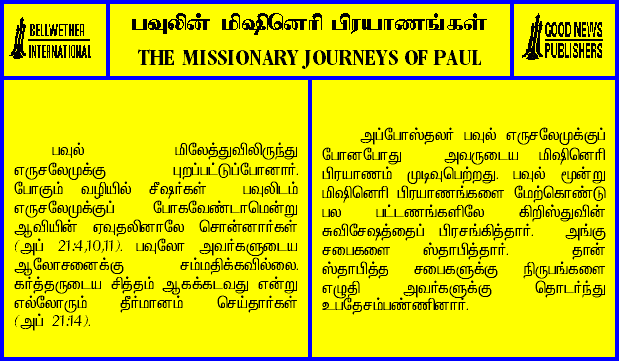 BELLWETHER
INTERNATIONAL
பவுலின் மிஷினெரி பிரயாணங்கள்
THE MISSIONARY JOURNEYS OF PAUL
GOOD NEWS
PUBLISHERS
பவுல் மிலேத்துவிலிருந்து
எருசலேமுக்கு புறப்பட்டுப்போனார்.
போகும் வழியில் சீஷர்கள் பவுலிடம்
எருசலேமுக்குப் போகவேண்டாமென்று
ஆவியின் ஏவுதலினாலே சொன்னார்கள்
(அப் 21:4,10,11). பவுலோ அவர்களுடைய
ஆலோசனைக்கு சம்மதிக்கவில்லை.
கர்த்தருடைய சித்தம் ஆகக்கடவது என்று
எல்லோரும் தீர்மானம் செய்தார்கள்
(அப் 21:14).
அப்போஸ்தலர் பவுல் எருசலேமுக்குப்
போனபோது அவருடைய மிஷினெரி
பிரயாணம் முடிவுபெற்றது. பவுல் மூன்று
மிஷினெரி பிரயாணங்களை மேற்கொண்டு
பல பட்டணங்களிலே கிறிஸ்துவின்
சுவிசேஷத்தைப் பிரசங்கித்தார். அங்கு
சபைகளை ஸ்தாபித்தார். தான்
ஸ்தாபித்த சபைகளுக்கு நிருபங்களை
எழுதி அவர்களுக்கு தொடர்ந்து
உபதேசம்பண்ணினார்.